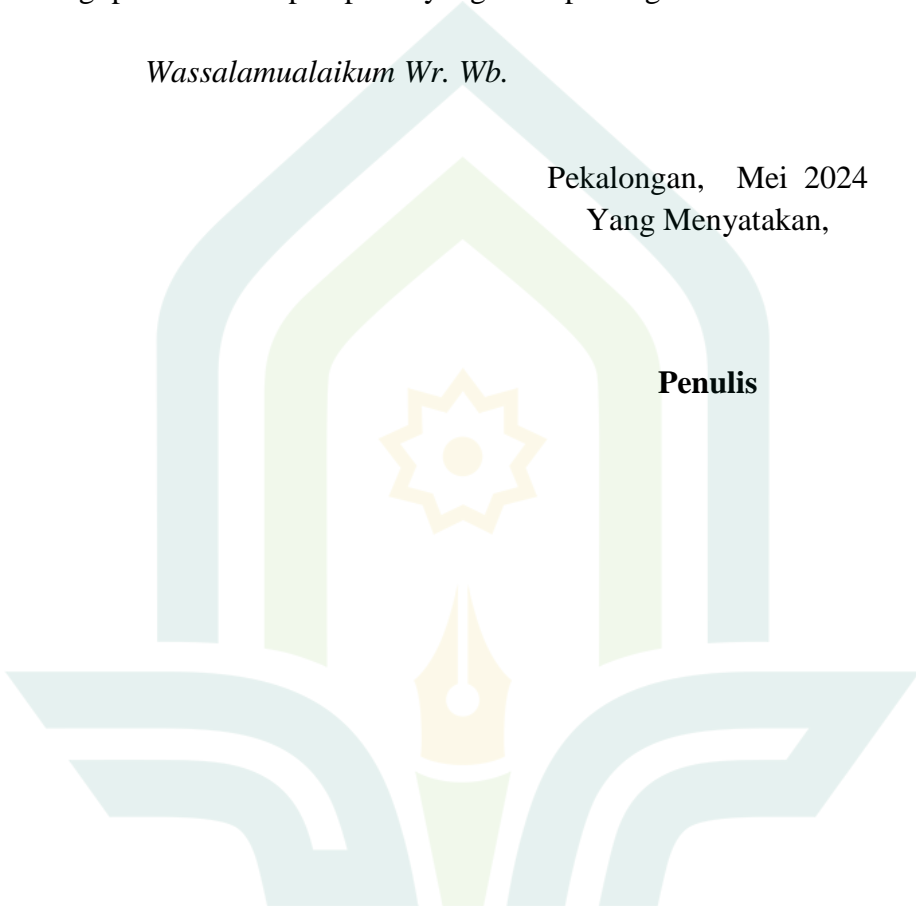 Wassalamualaikum Wr. Wb.
Pekalongan, Mei 2024
Yang Menyatakan,
Penulis